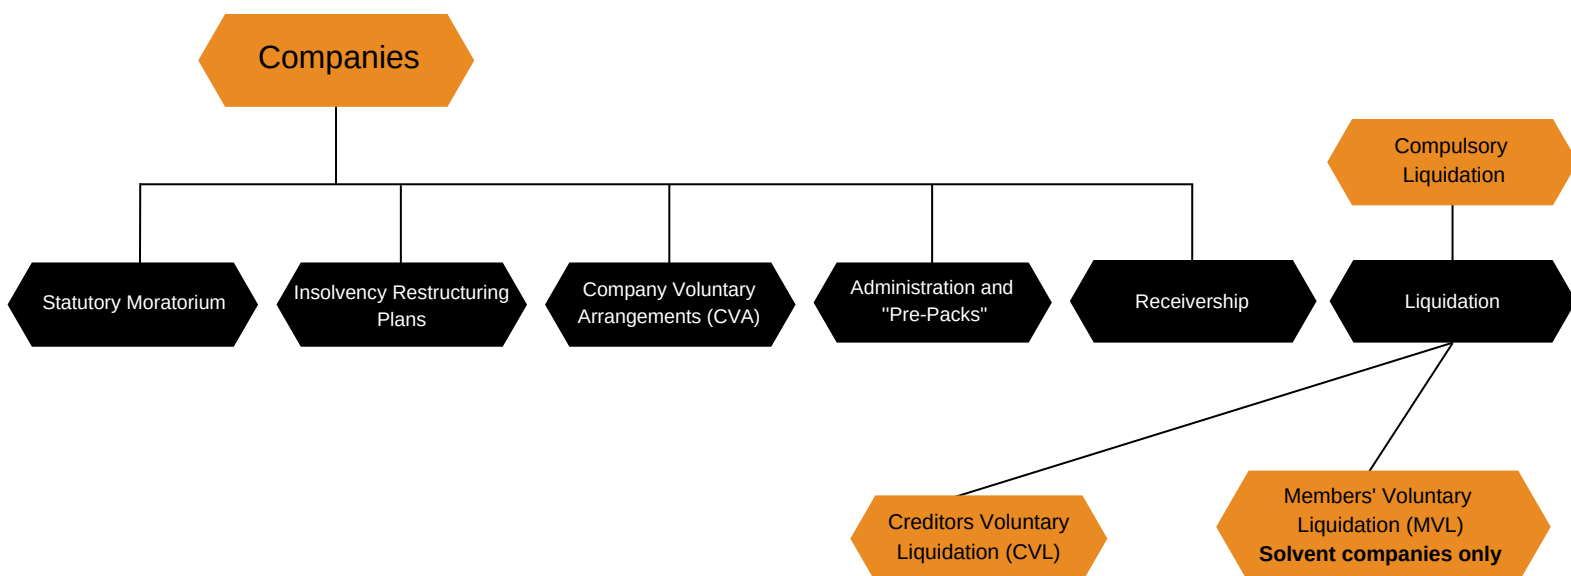 Companies
Compulsory
Liquidation
Statutory Moratorium
Insolvency Restructuring
Plans
Company Voluntary
Arrangements (CVA)
Administration and
"Pre-Packs"
Receivership
Liquidation
Creditors Voluntary
Liquidation (CVL)
Members' Voluntary
Liquidation (MVL)
Solvent companies only